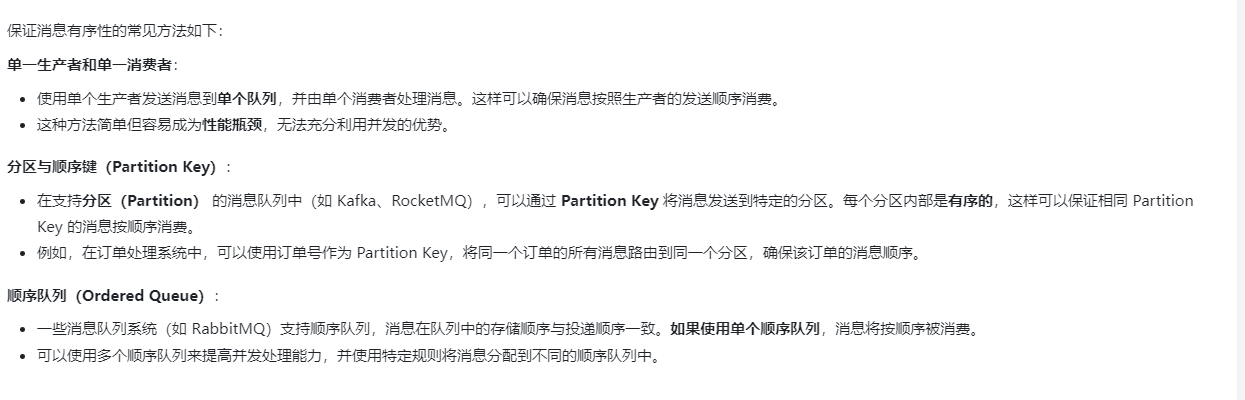 保证消息有序性的常见方法如下：
单一生产者和单一消费者：
• 使用单个生产者发送消息到单个队列，并由单个消费者处理消息。这样可以确保消息按照生产者的发送顺序消费。
• 这种方法简单但容易成为性能瓶颈，无法充分利用并发的优势。
分区与顺序键（Partition Key）：
• 在支持分区（Partition） 的消息队列中（如 Kafka、RocketMQ），可以通过 Partition Key 将消息发送到特定的分区。每个分区内部是有序的，这样可以保证相同 Partition
Key 的消息按顺序消费。
• 例如，在订单处理系统中，可以使用订单号作为 Partition Key，将同一个订单的所有消息路由到同一个分区，确保该订单的消息顺序。
顺序队列（Ordered Queue）：
• 一些消息队列系统（如 RabbitMQ）支持顺序队列，消息在队列中的存储顺序与投递顺序一致。如果使用单个顺序队列，消息将按顺序被消费。
• 可以使用多个顺序队列来提高并发处理能力，并使用特定规则将消息分配到不同的顺序队列中。